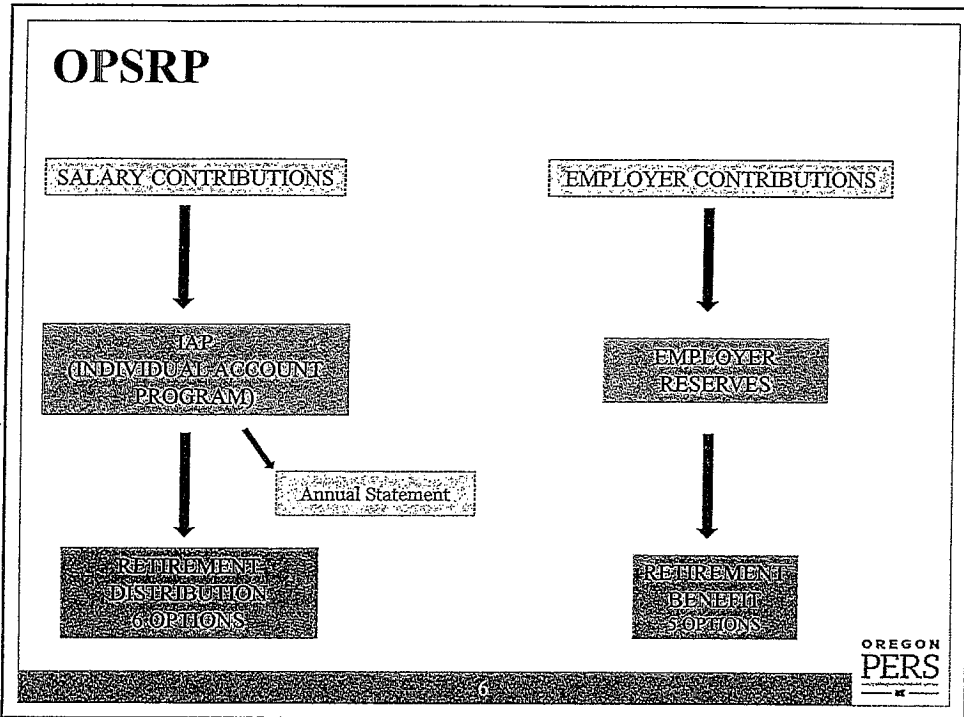 OPSRP
SALARY CONTRIBUTIONS
EMPLOYER CONTRIBUTIONS
IAP
(INDIVIDUAL ACCOUNT
PROGRAM)
EMPLOYER
RESERVES
Annual Statement
RETIREMENT
DISTRIBUTION
6 OPTIONS
RETIREMENT
BENEFIT
5 OPTIONS
6
OREGON
PERS